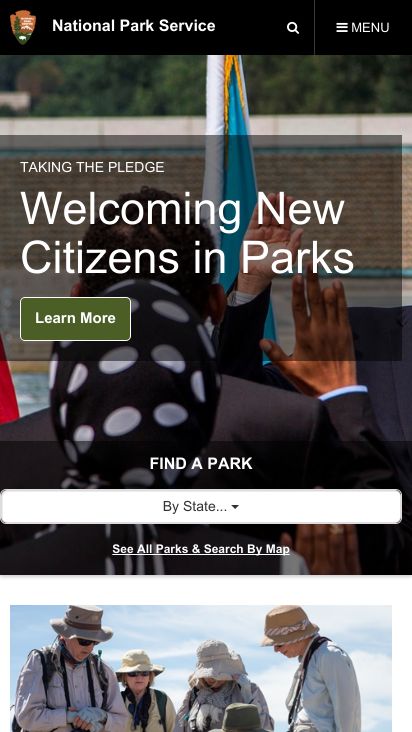 National Park Service
MENU
TAKING THE PLEDGE
Welcoming New
Citizens in Parks
Learn More
FIND A PARK
By State...
See All Parks & Search By Map